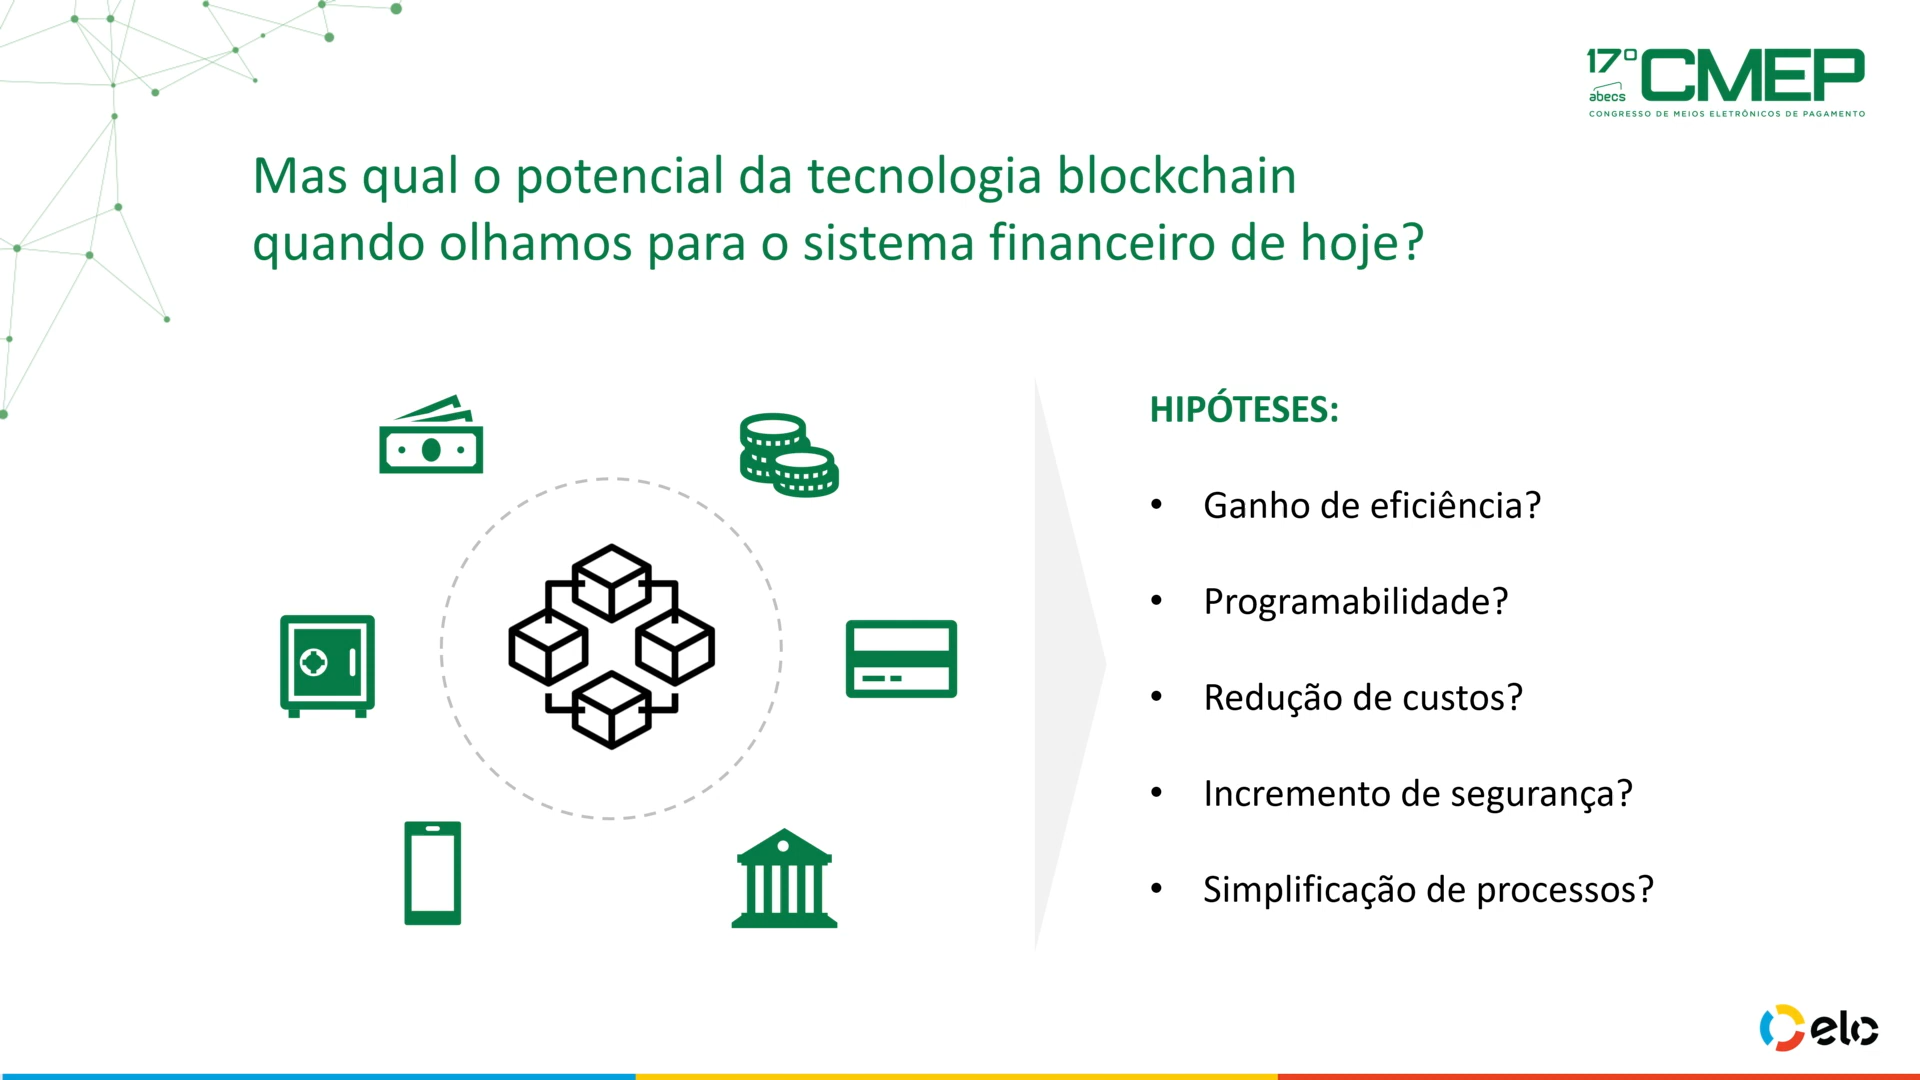 17º CMEP
abecs
CONGRESSO DE MEIOS ELETRÔNICOS DE PAGAMENTO
Mas qual o potencial da tecnologia blockchain
quando olhamos para o sistema financeiro de hoje?
HIPÓTESES:
• Ganho de eficiência?
• Programabilidade?
• Redução de custos?
• Incremento de segurança?
• Simplificação de processos?
elo